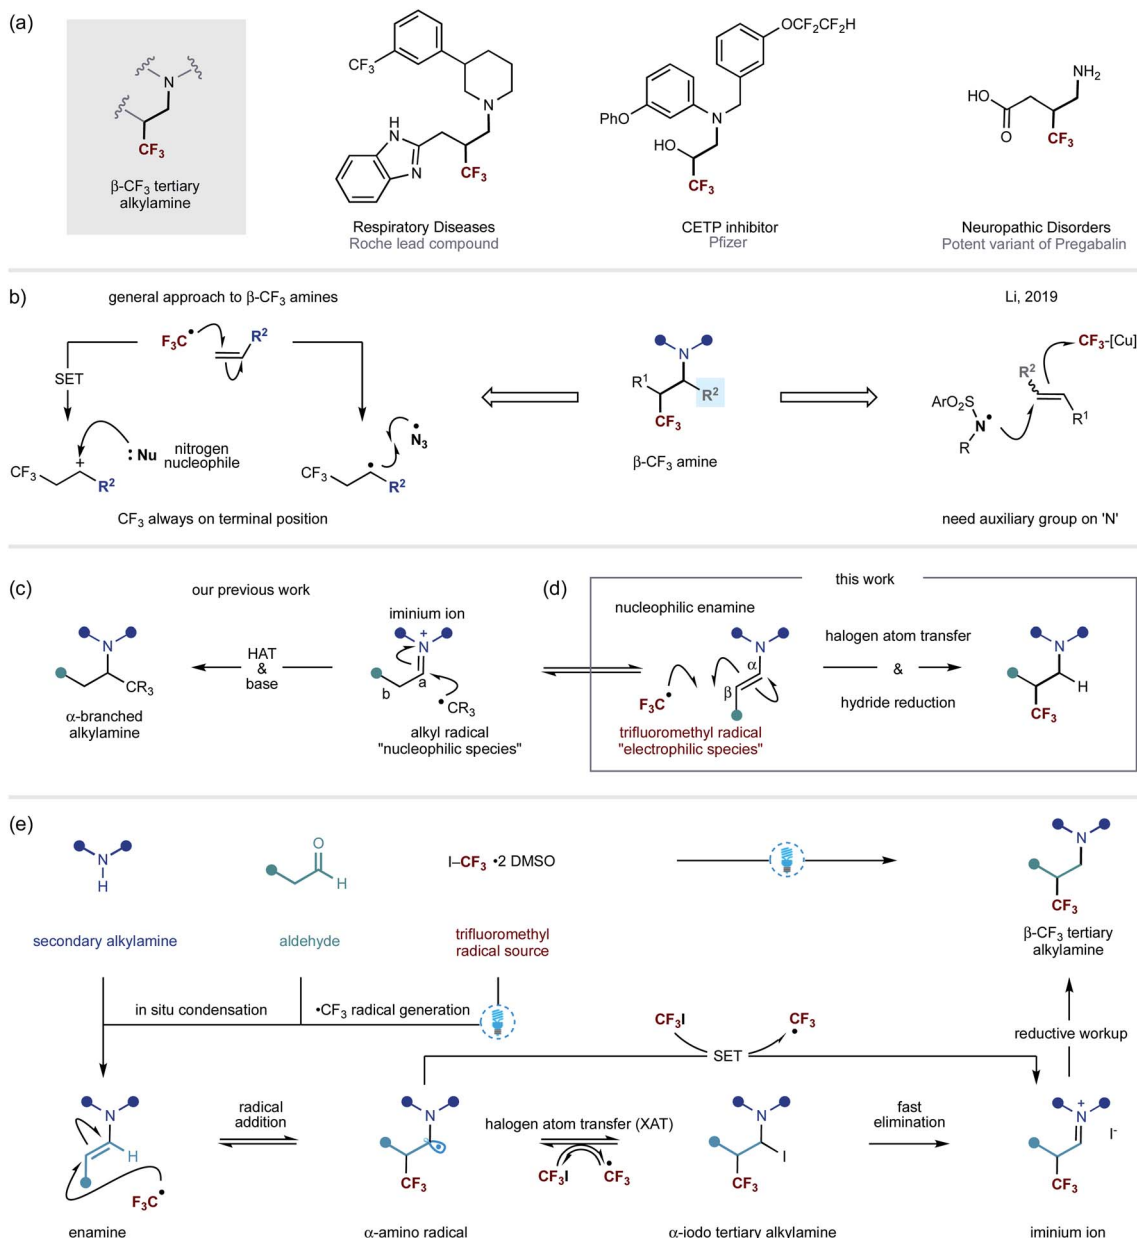 (a)
N
CF3
β-CF3 tertiary
alkylamine
CF3
N
H
N
N
CF3
Respiratory Diseases
Roche lead compound
OCF2CF2H
PhO
N
HO
CF3
CETP inhibitor
Pfizer
NH2
HO
O
CF3
Neuropathic Disorders
Potent variant of Pregabalin
b)
general approach to β-CF3 amines
F3C•
R2
SET
+
:Nu
nitrogen
nucleophile
CF3
R2
•
N3
CF3
•
R2
CF3 always on terminal position
N
R1
R2
CF3
β-CF3 amine
Li, 2019
CF3-[Cu]
R2
ArO2S
N•
R
R1
need auxiliary group on 'N'
(c)
our previous work
N
CR3
α-branched
alkylamine
HAT
&
base
iminium ion
+
N
a
b
•CR3
alkyl radical
"nucleophilic species"
(d)
this work
nucleophilic enamine
N
α
β
F3C•
trifluoromethyl radical
"electrophilic species"
halogen atom transfer
&
hydride reduction
N
H
CF3
(e)
N
H
secondary alkylamine
O
H
aldehyde
I–CF3 •2 DMSO
trifluoromethyl
radical source
N
CF3
β-CF3 tertiary
alkylamine
in situ condensation
•CF3 radical generation
CF3I
•CF3
SET
reductive workup
N
H
F3C•
enamine
radical
addition
N
CF3
α-amino radical
halogen atom transfer (XAT)
CF3I
•CF3
N
I
CF3
α-iodo tertiary alkylamine
fast
elimination
+
N
I-
CF3
iminium ion